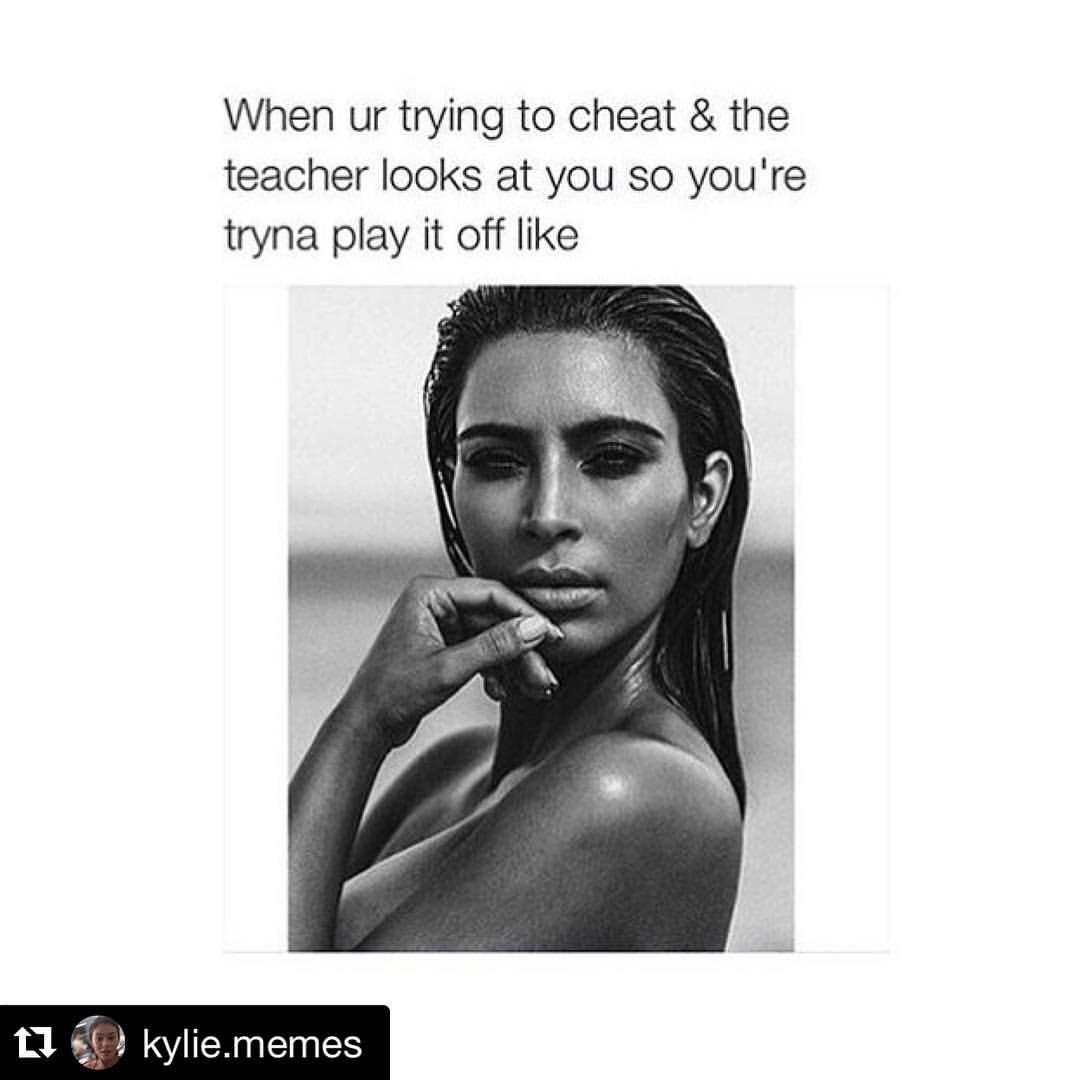 When ur trying to cheat & the
teacher looks at you so you're
tryna play it off like
kylie.memes